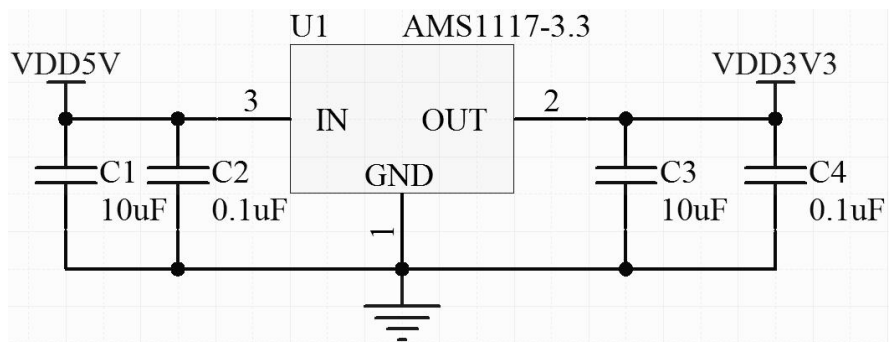 U1 AMS1117-3.3
VDD5V VDD3V3
3 2
IN OUT
C1 C2 GND C3 C4
10uF 0.1uF 10uF 0.1uF
1